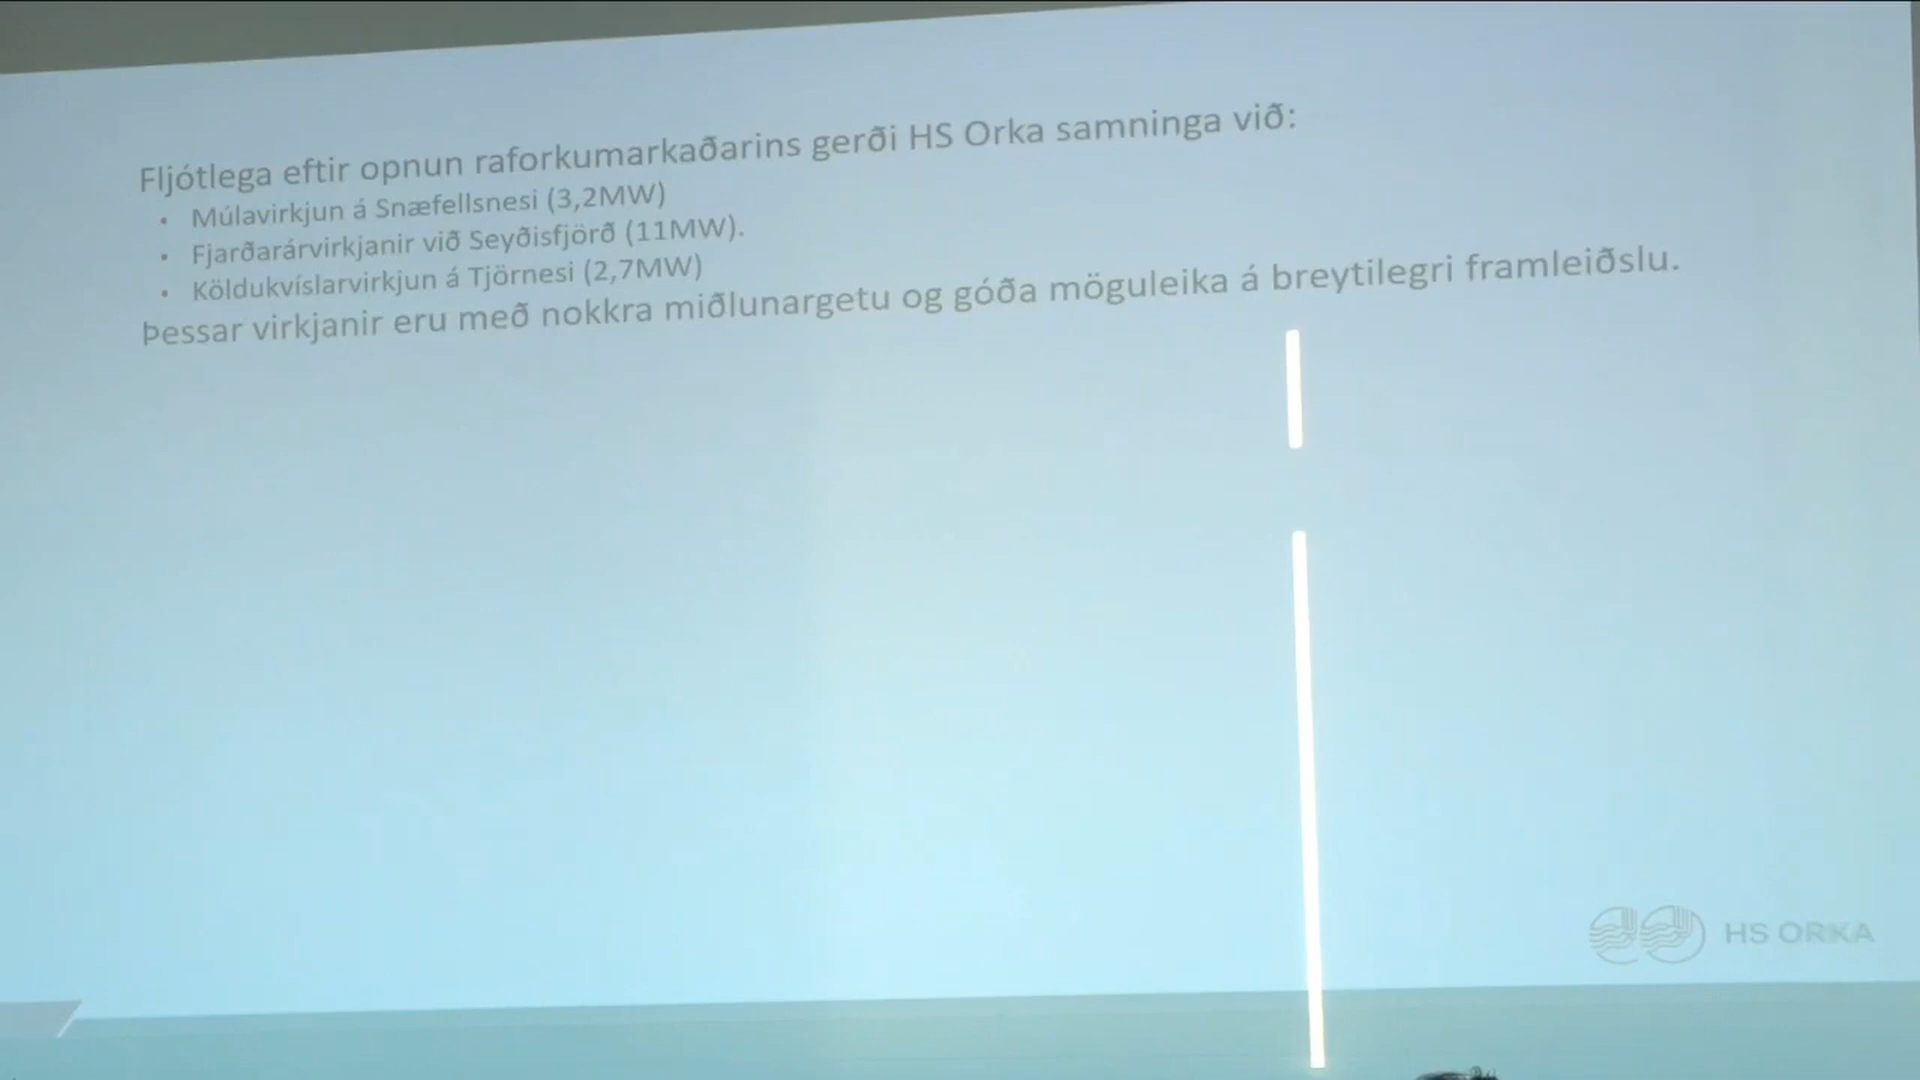 Fljótlega eftir opnun raforkumarkaðarins gerði HS Orka samninga við:
• Múlavirkjun á Snæfellsnesi (3,2MW)
• Fjarðarárvirkjanir við Seyðisfjörð (11MW).
• Köldukvíslarvirkjun á Tjörnesi (2,7MW)
Þessar virkjanir eru með nokkra miðlunargetu og góða möguleika á breytilegri framleiðslu.
HS ORKA